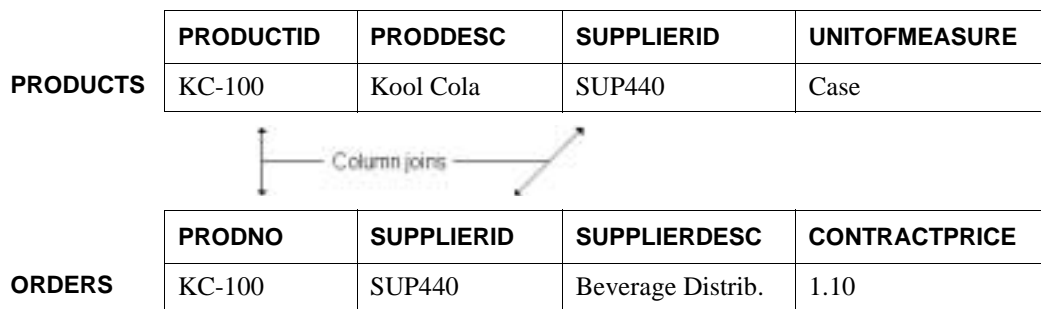 PRODUCTID PRODDESC SUPPLIERID UNITOFMEASURE
PRODUCTS KC-100 Kool Cola SUP440 Case
Column joins
PRODNO SUPPLIERID SUPPLIERDESC CONTRACTPRICE
ORDERS KC-100 SUP440 Beverage Distrib. 1.10